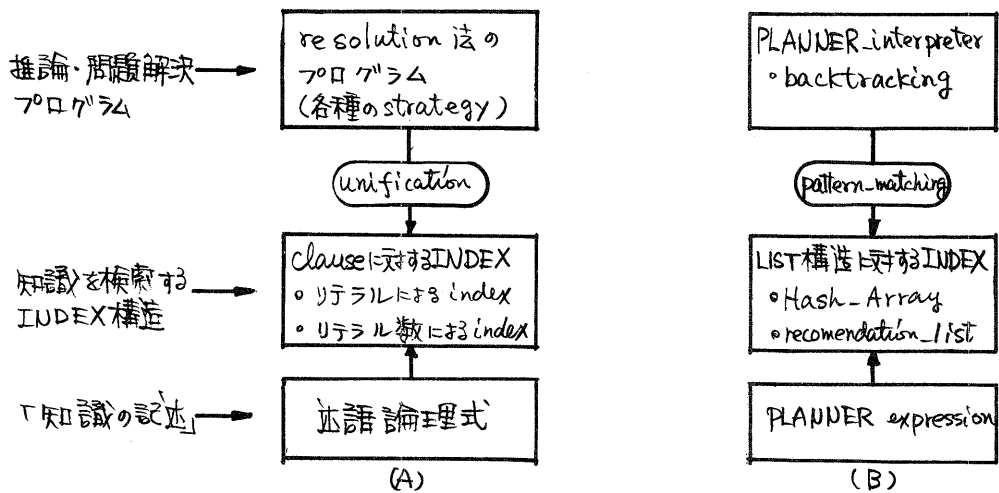 推論・問題解決
プログラム
resolution法の
プログラム
(各種のstrategy)
PLANNER_interpreter
・backtracking
unification
pattern_matching
知識を検索する
INDEX構造
clauseに対するINDEX
・リテラルによるindex
・リテラル数によるindex
LIST構造に対するINDEX
・Hash_Array
・recomendation_list
「知識の記述」
述語論理式
PLANNER expression
(A)
(B)